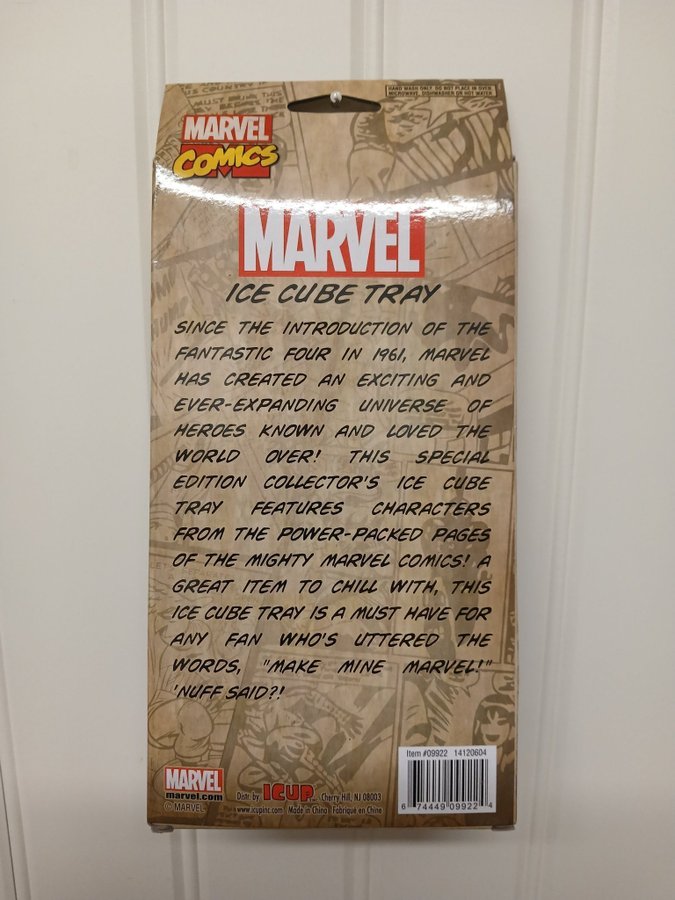 HAND WASH ONLY. DO NOT PLACE IN OVEN,
MICROWAVE, DISHWASHER OR HOT WATER
MARVEL
COMICS
MARVEL
ICE CUBE TRAY
SINCE THE INTRODUCTION OF THE
FANTASTIC FOUR IN 1961, MARVEL
HAS CREATED AN EXCITING AND
EVER-EXPANDING UNIVERSE OF
HEROES KNOWN AND LOVED THE
WORLD OVER! THIS SPECIAL
EDITION COLLECTOR'S ICE CUBE
TRAY FEATURES CHARACTERS
FROM THE POWER-PACKED PAGES
OF THE MIGHTY MARVEL COMICS! A
GREAT ITEM TO CHILL WITH, THIS
ICE CUBE TRAY IS A MUST HAVE FOR
ANY FAN WHO'S UTTERED THE
WORDS, "MAKE MINE MARVEL!"
'NUFF SAID?!
Item #09922 14120604
6 74449 09922 4
MARVEL
marvel.com
© MARVEL
Distr. by ICUP Inc. Cherry Hill, NJ 08003
www.icupinc.com Made in China Fabriqué en Chine